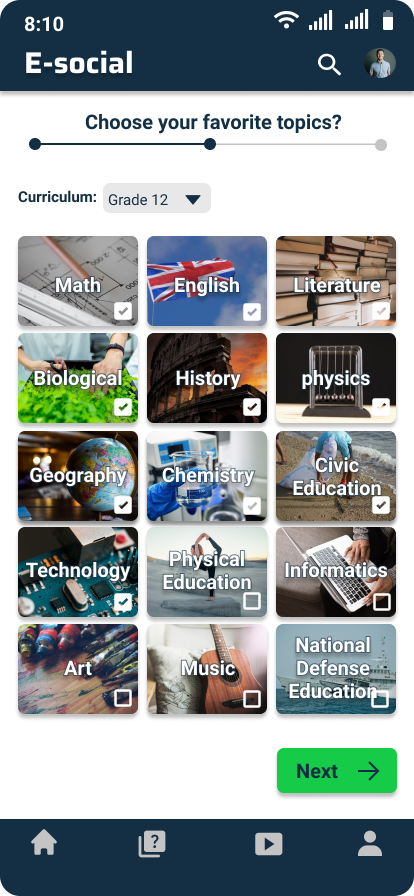 8:10
E-social
Choose your favorite topics?
Curriculum:
Grade 12
Math
English
Literature
Biological
History
physics
Geography
Chemistry
Civic
Education
Technology
Physical
Education
Informatics
Art
Music
National
Defense
Education
Next
?